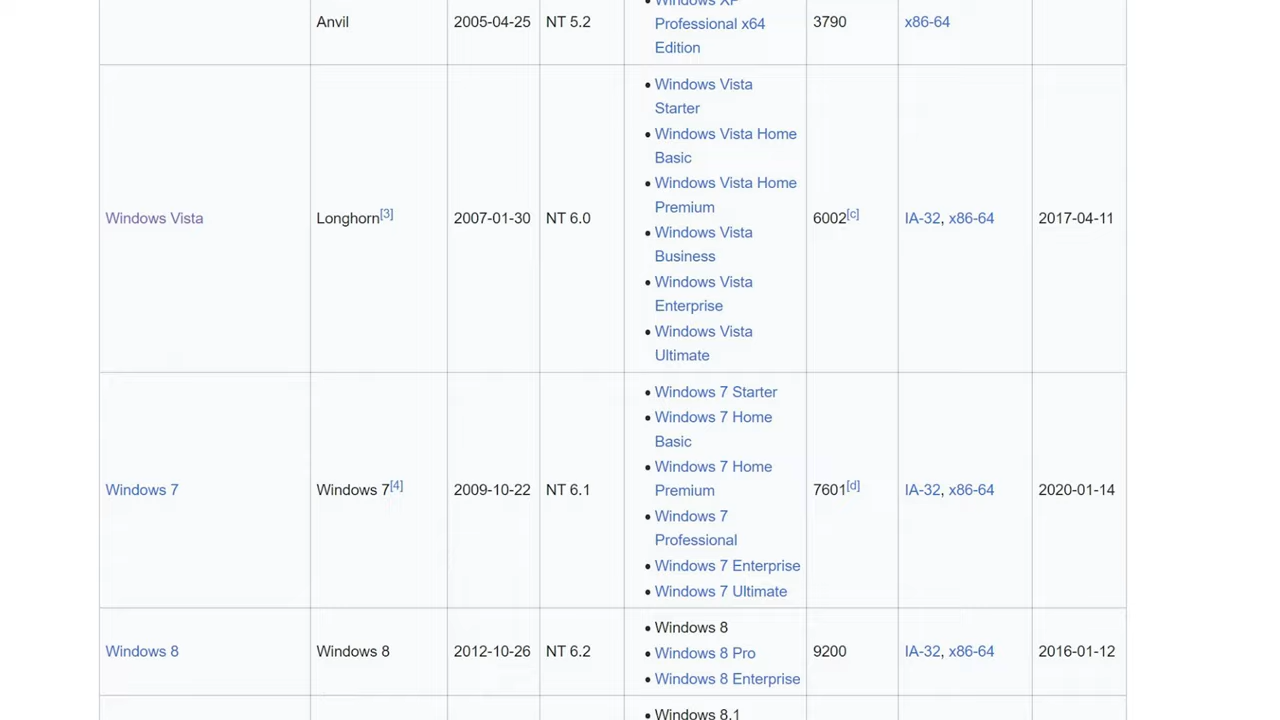 Windows XP
Anvil 2005-04-25 NT 5.2 Professional x64 3790 x86-64
Edition
Windows Vista Longhorn[3] 2007-01-30 NT 6.0 6002[c] IA-32, x86-64 2017-04-11
• Windows Vista
Starter
• Windows Vista Home
Basic
• Windows Vista Home
Premium
• Windows Vista
Business
• Windows Vista
Enterprise
• Windows Vista
Ultimate
Windows 7 Windows 7[4] 2009-10-22 NT 6.1 7601[d] IA-32, x86-64 2020-01-14
• Windows 7 Starter
• Windows 7 Home
Basic
• Windows 7 Home
Premium
• Windows 7
Professional
• Windows 7 Enterprise
• Windows 7 Ultimate
Windows 8 Windows 8 2012-10-26 NT 6.2 9200 IA-32, x86-64 2016-01-12
• Windows 8
• Windows 8 Pro
• Windows 8 Enterprise
• Windows 8.1